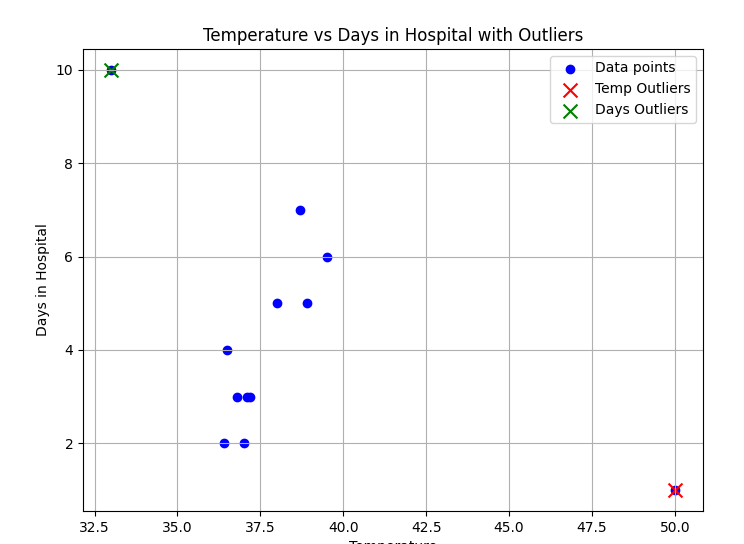 Temperature vs Days in Hospital with Outliers
Data points
Temp Outliers
Days Outliers
Days in Hospital
10
8
6
4
2
32.5 35.0 37.5 40.0 42.5 45.0 47.5 50.0
Temperature